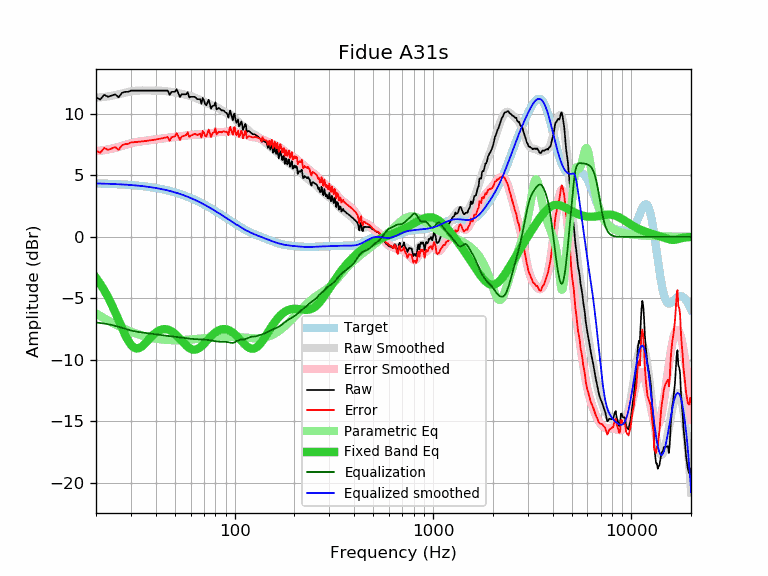 Fidue A31s
Amplitude (dBr)
10
5
0
−5
−10
−15
−20
Target
Raw Smoothed
Error Smoothed
Raw
Error
Parametric Eq
Fixed Band Eq
Equalization
Equalized smoothed
100 1000 10000
Frequency (Hz)